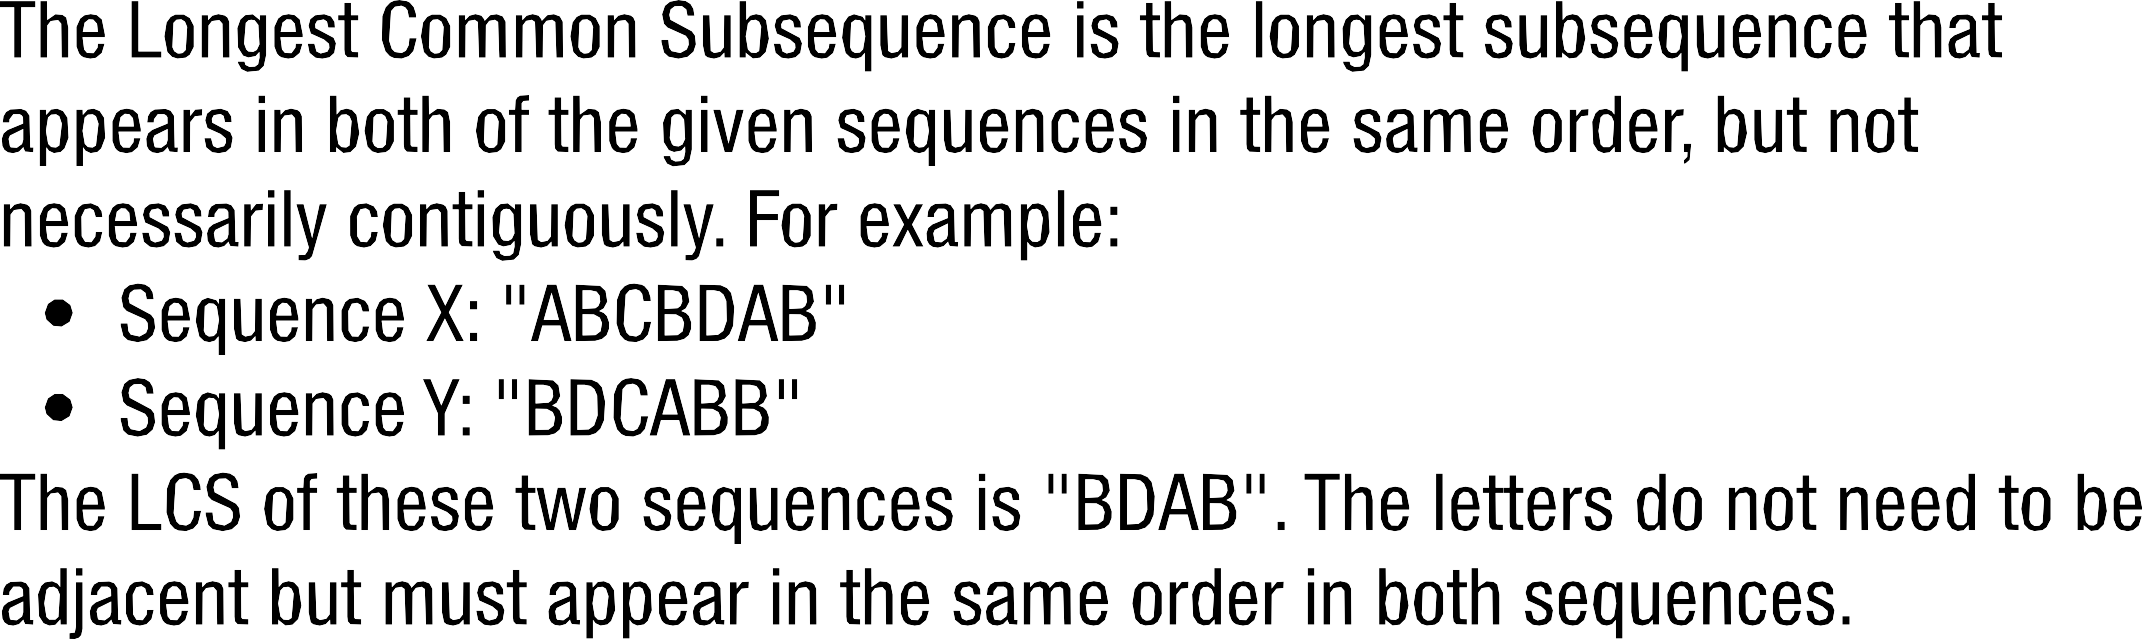 The Longest Common Subsequence is the longest subsequence that
appears in both of the given sequences in the same order, but not
necessarily contiguously. For example:
• Sequence X: "ABCBDAB"
• Sequence Y: "BDCABB"
The LCS of these two sequences is "BDAB". The letters do not need to be
adjacent but must appear in the same order in both sequences.